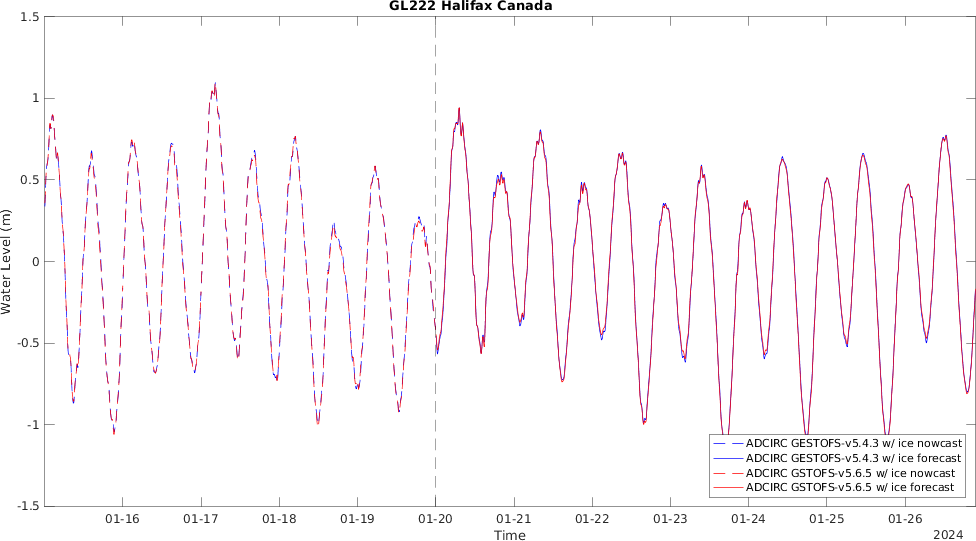 GL222 Halifax Canada
1.5
1
0.5
0
-0.5
-1
-1.5
Water Level (m)
01-16 01-17 01-18 01-19 01-20 01-21 01-22 01-23 01-24 01-25 01-26
Time
2024
ADCIRC GESTOFS-v5.4.3 w/ ice nowcast
ADCIRC GESTOFS-v5.4.3 w/ ice forecast
ADCIRC GSTOFS-v5.6.5 w/ ice nowcast
ADCIRC GSTOFS-v5.6.5 w/ ice forecast